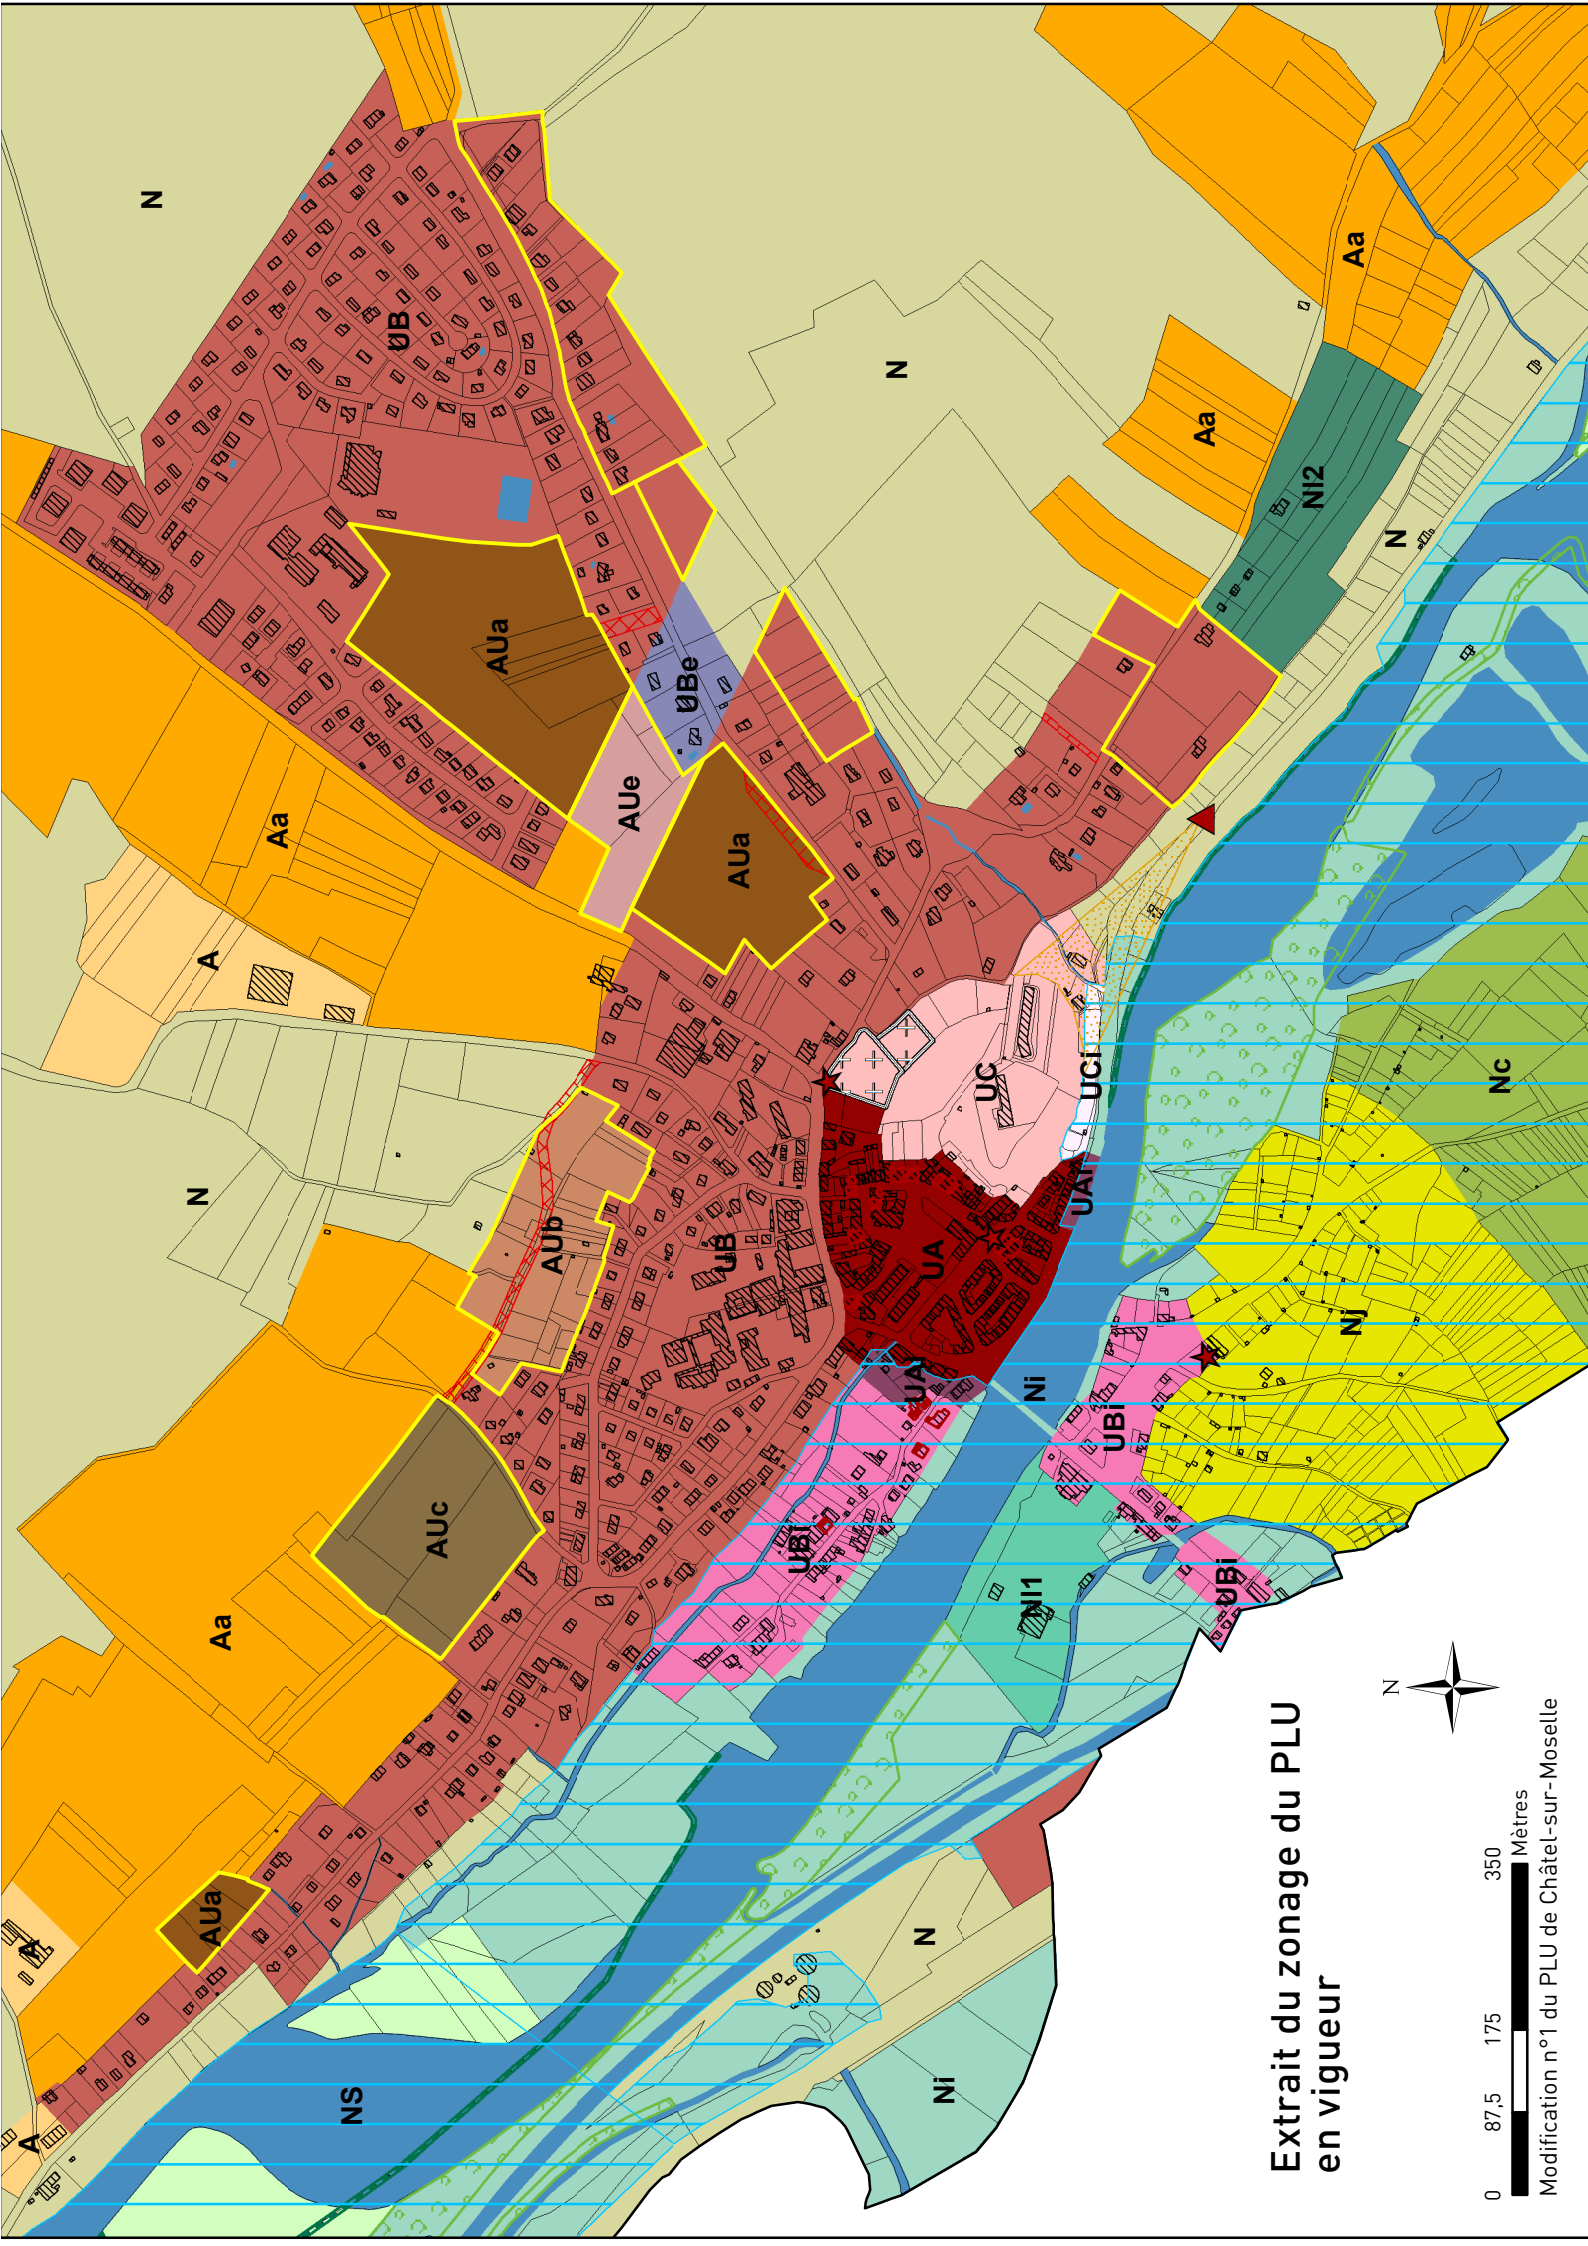 A
A
N
N
A
AUa
Aa
Aa
NS
UB
AUc
AUa
AUb
AUe
UBe
UB
AUa
UBi
N
UAi
N
UA
Ni
UC
Nl1
Ni
UAi
UCi
UBi
Aa
UBi
Nl2
Nj
Aa
N
Nc
Extrait du zonage du PLU
en vigueur
N
0 87,5 175 350
Mètres
Modification n°1 du PLU de Châtel-sur-Moselle